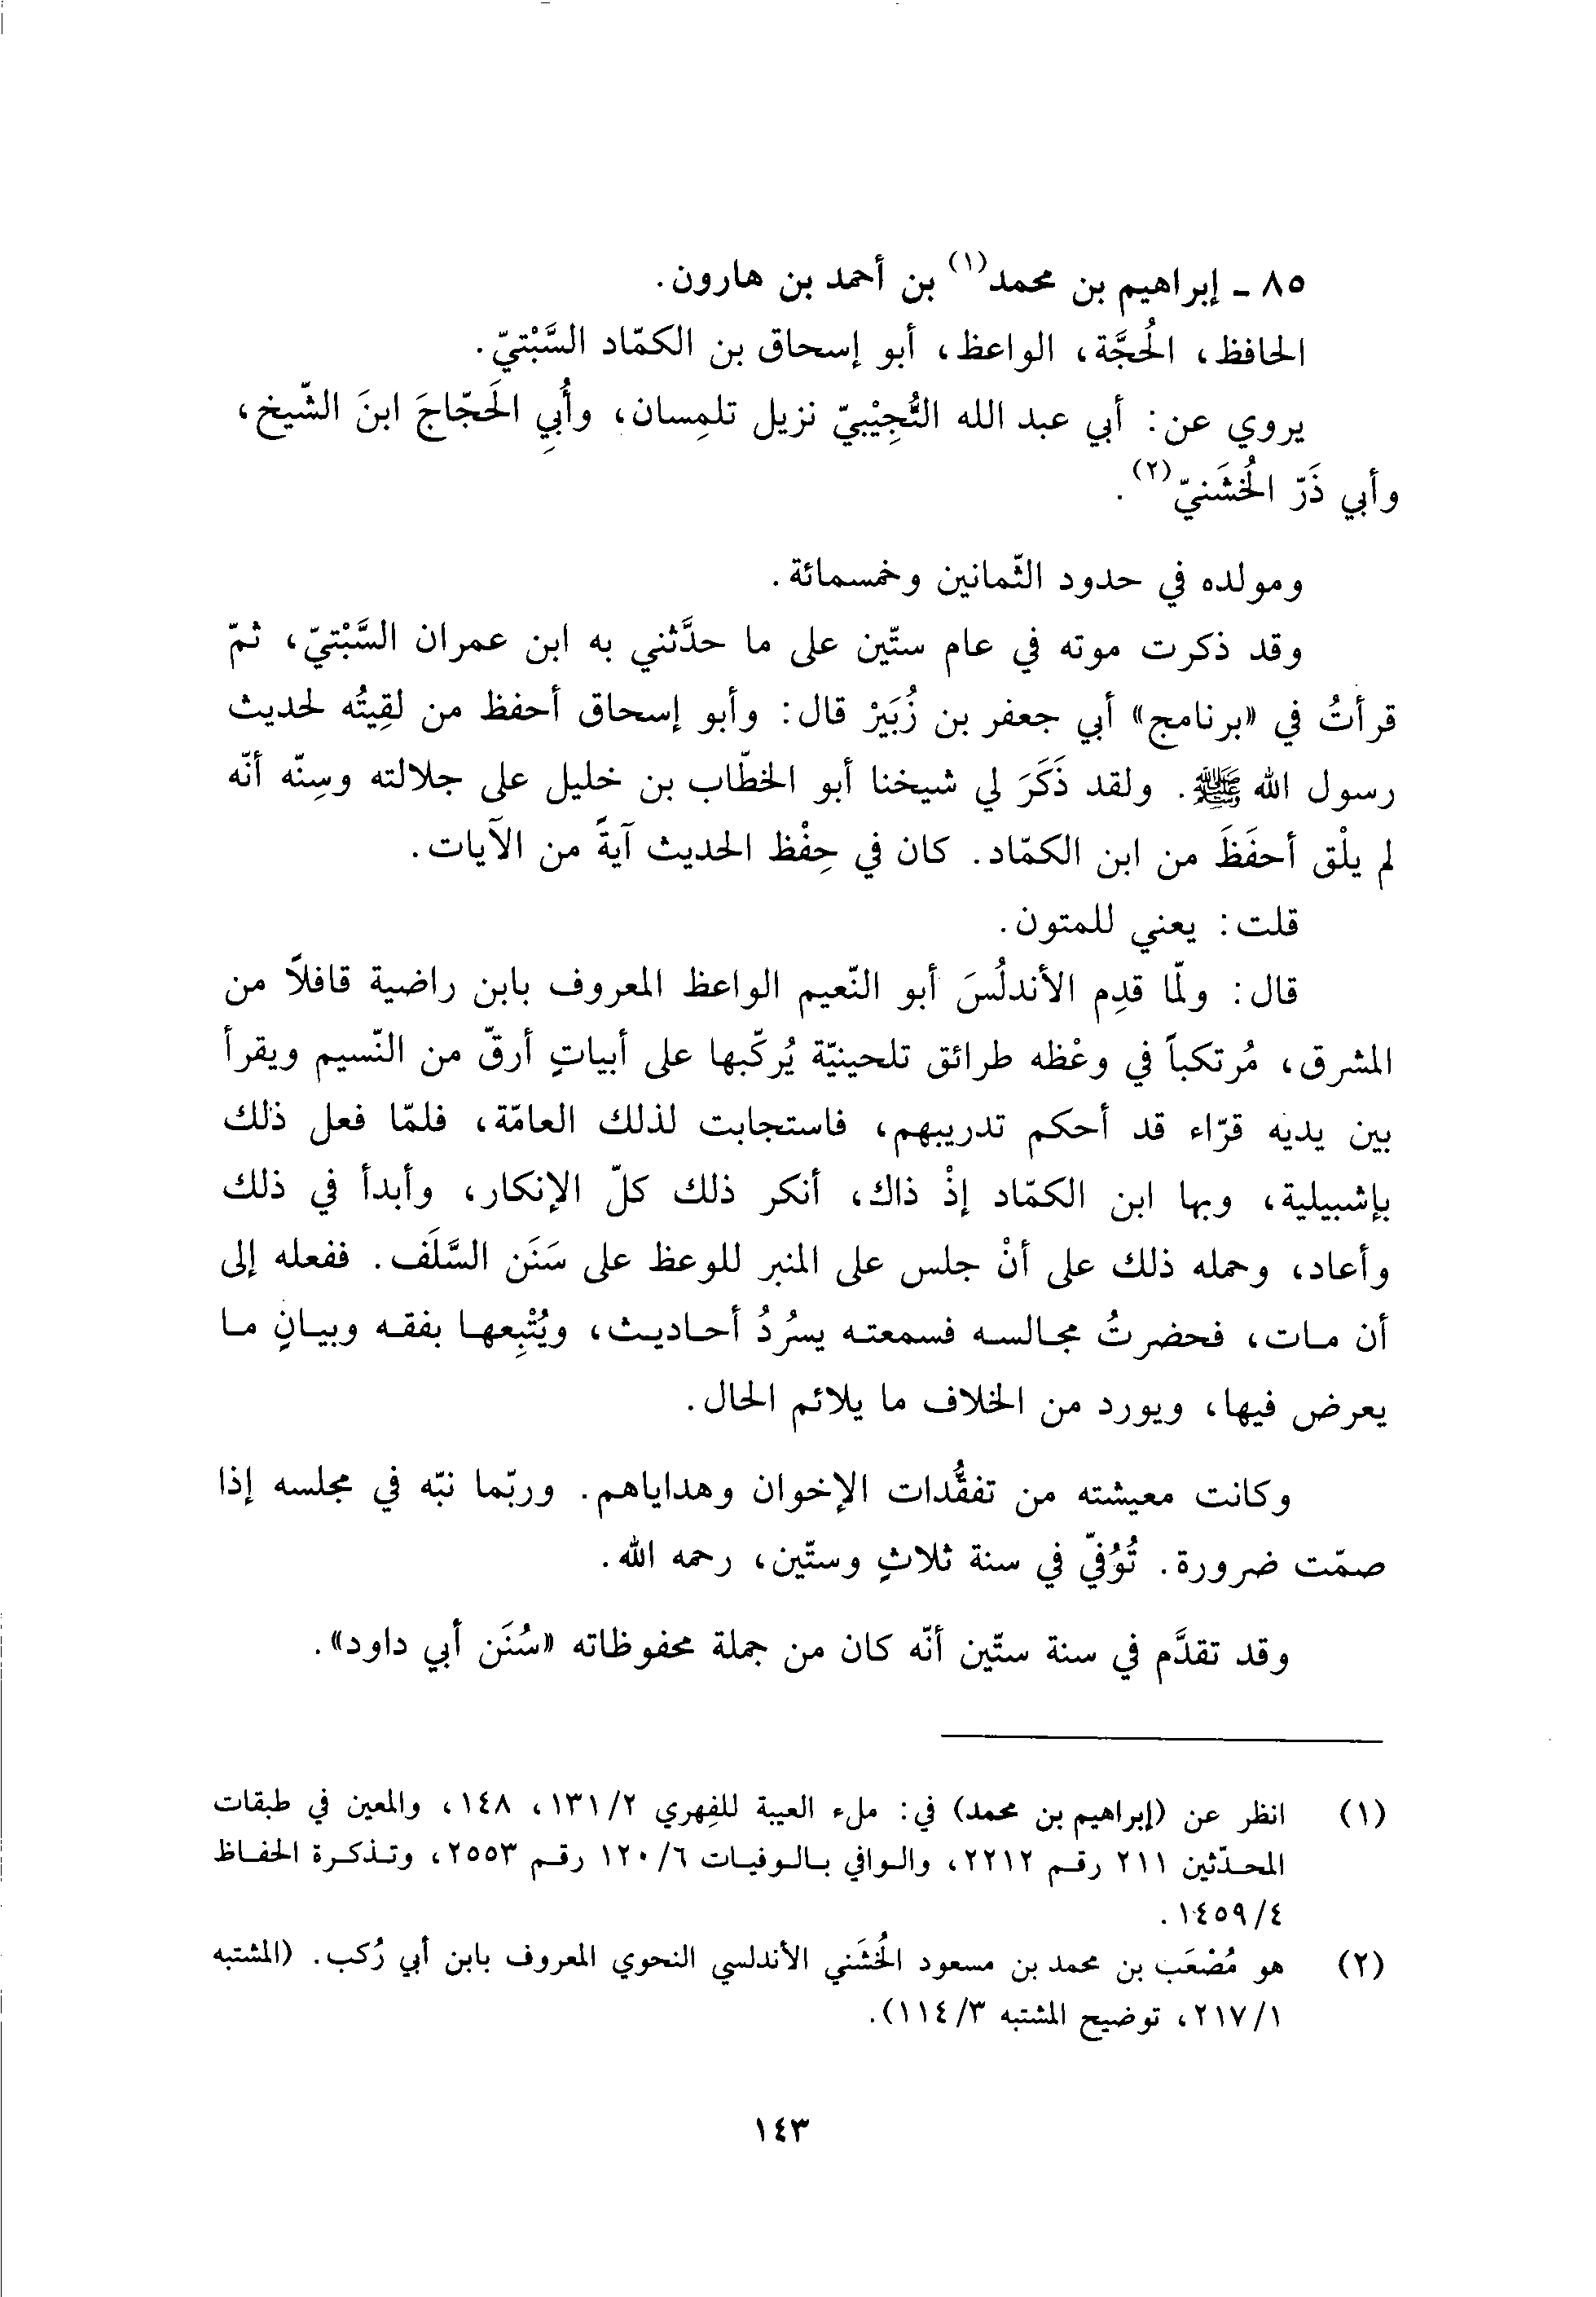 ٨٥ - إبراهيم بن محمد(١) بن أحمد بن هارون.
الحافظ، الحُجَّة، الواعظ، أبو إسحاق بن الكمّاد السَّبْتيّ.
يروي عن: أبي عبد الله التُّجِيْبيّ نزيل تلمِسان، وأُبيِ الَحجّاجَ ابنَ الشّيخ،
وأبي ذَرّ الُخشَنيّ(٢).
ومولده في حدود الثّمانين وخمسمائة.
وقد ذكرت موته في عام ستّين على ما حدَّثني به ابن عمران السَّبْتيّ، ثمّ
قرأتُ في «برنامج» أبي جعفر بن زُبَيرْ قال: وأبو إسحاق أحفظ من لقِيتُه لحديث
رسول الله ﷺ. ولقد ذَكَرَ لي شيخنا أبو الخطّاب بن خليل على جلالته وسِنّه أنّه
لم يلْق أحفَظَ من ابن الكمّاد. كان في حِفْظ الحديث آيةً من الآيات.
قلت: يعني للمتون.
قال: ولمّا قدِم الأندلُسَ أبو النّعيم الواعظ المعروف بابن راضية قافلاً من
المشرق، مُرتكباً في وعْظه طرائق تلحينيّة يُركّبها على أبياتٍ أرقّ من النّسيم ويقرأ
بين يديه قرّاء قد أحكم تدريبهم، فاستجابت لذلك العامّة، فلمّا فعل ذلك
بإشبيلية، وبها ابن الكمّاد إذْ ذاك، أنكر ذلك كلّ الإنكار، وأبدأ في ذلك
وأعاد، وحمله ذلك على أنْ جلس على المنبر للوعظ على سَنَن السَّلَف. ففعله إلى
أن مات، فحضرتُ مجالسه فسمعته يسرُدُ أحاديث، ويُتْبِعها بفقه وبيانٍ ما
يعرض فيها، ويورد من الخلاف ما يلائم الحال.
وكانت معيشته من تفقُّدات الإخوان وهداياهم. وربّما نبّه في مجلسه إذا
صمّت ضرورة. تُوُفيّ في سنة ثلاثٍ وستّين، رحمه الله.
وقد تقدَّم في سنة ستّين أنّه كان من جملة محفوظاته «سُنَن أبي داود».
(١) انظر عن (إبراهيم بن محمد) في: ملء العيبة للفِهري ١٣١/٢، ١٤٨، والمعين في طبقات
المحدّثين ٢١١ رقم ٢٢١٢، والوافي بالوفيات ١٢٠/٦ رقم ٢٥٥٣، وتذكرة الحفاظ
١٤٥٩/٤.
(٢) هو مُصْعَب بن محمد بن مسعود الُخشَني الأندلسي النحوي المعروف بابن أبي رُكب. (المشتبه
٢١٧/١، توضيح المشتبه ١١٤/٣).
١٤٣